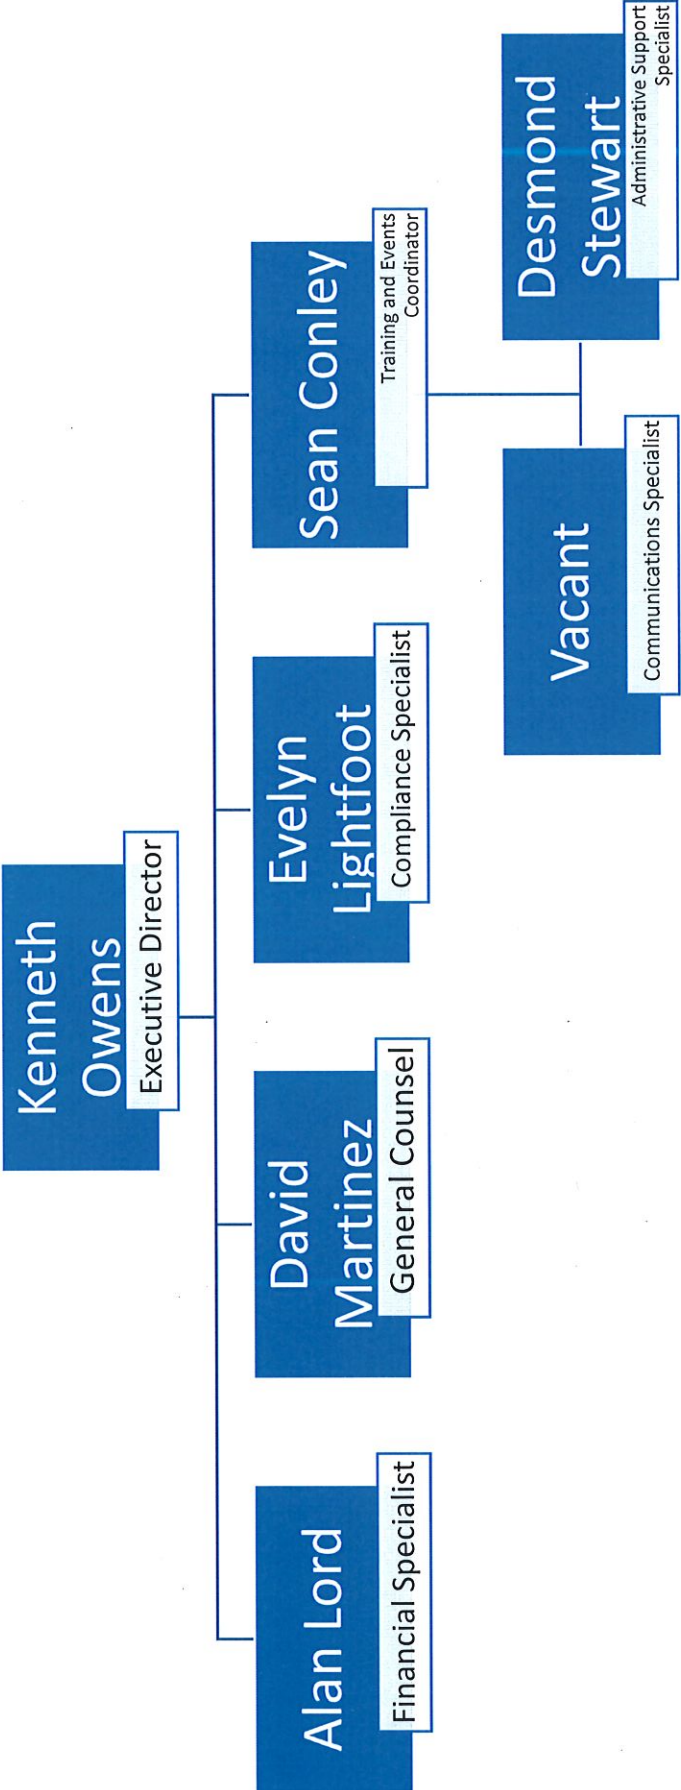 Kenneth
Owens
Executive Director
Alan Lord
Financial Specialist
David
Martinez
General Counsel
Evelyn
Lightfoot
Compliance Specialist
Sean Conley
Training and Events
Coordinator
Vacant
Communications Specialist
Desmond
Stewart
Administrative Support
Specialist